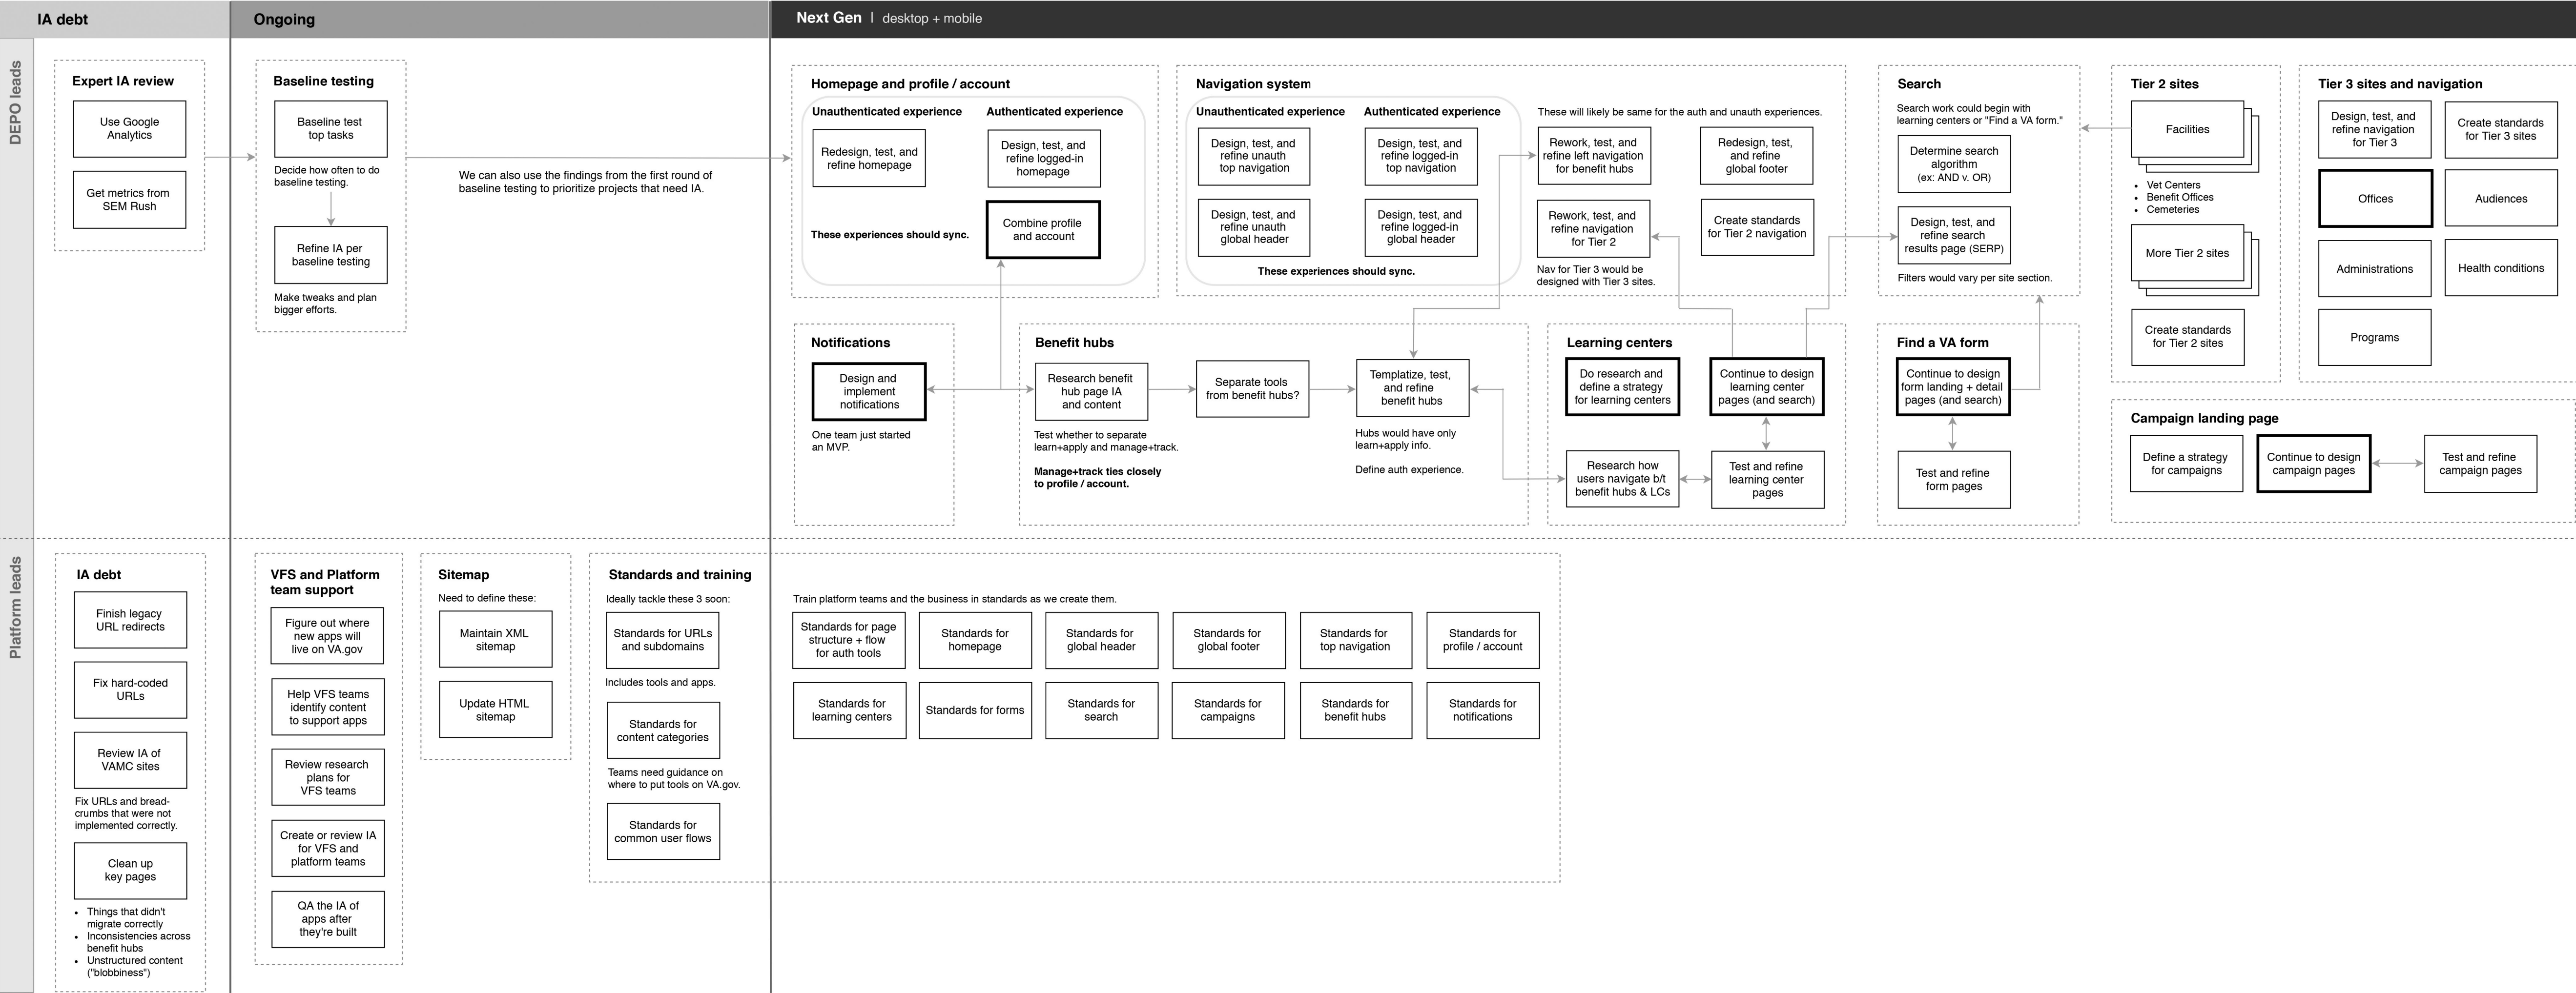 IA debt
Ongoing
Next Gen | desktop + mobile
DEPO leads
Expert IA review
Use Google
Analytics
Get metrics from
SEM Rush
Baseline testing
Baseline test
top tasks
Decide how often to do
baseline testing.
Refine IA per
baseline testing
Make tweaks and plan
bigger efforts.
We can also use the findings from the first round of
baseline testing to prioritize projects that need IA.
Homepage and profile / account
Unauthenticated experience
Redesign, test, and
refine homepage
Authenticated experience
Design, test, and
refine logged-in
homepage
These experiences should sync.
Combine profile
and account
Navigation system
Unauthenticated experience
Design, test, and
refine unauth
top navigation
Design, test, and
refine unauth
global header
Authenticated experience
Design, test, and
refine logged-in
top navigation
Design, test, and
refine logged-in
global header
These experiences should sync.
These will likely be same for the auth and unauth experiences.
Rework, test, and
refine left navigation
for benefit hubs
Redesign, test,
and refine
global footer
Rework, test, and
refine navigation
for Tier 2
Create standards
for Tier 2 navigation
Nav for Tier 3 would be
designed with Tier 3 sites.
Search
Search work could begin with
learning centers or "Find a VA form."
Determine search
algorithm
(ex: AND v. OR)
Design, test, and
refine search
results page (SERP)
Filters would vary per site section.
Tier 2 sites
Facilities
• Vet Centers
• Benefit Offices
• Cemeteries
More Tier 2 sites
Create standards
for Tier 2 sites
Tier 3 sites and navigation
Design, test, and
refine navigation
for Tier 3
Create standards
for Tier 3 sites
Offices
Audiences
Administrations
Health conditions
Programs
Notifications
Design and
implement
notifications
One team just started
an MVP.
Benefit hubs
Research benefit
hub page IA
and content
Test whether to separate
learn+apply and manage+track.
Manage+track ties closely
to profile / account.
Separate tools
from benefit hubs?
Templatize, test,
and refine
benefit hubs
Hubs would have only
learn+apply info.
Define auth experience.
Learning centers
Do research and
define a strategy
for learning centers
Continue to design
learning center
pages (and search)
Research how
users navigate b/t
benefit hubs & LCs
Test and refine
learning center
pages
Find a VA form
Continue to design
form landing + detail
pages (and search)
Test and refine
form pages
Campaign landing page
Define a strategy
for campaigns
Continue to design
campaign pages
Test and refine
campaign pages
Platform leads
IA debt
Finish legacy
URL redirects
Fix hard-coded
URLs
Review IA of
VAMC sites
Fix URLs and bread-
crumbs that were not
implemented correctly.
Clean up
key pages
• Things that didn't
migrate correctly
• Inconsistencies across
benefit hubs
• Unstructured content
("blobbiness")
VFS and Platform
team support
Figure out where
new apps will
live on VA.gov
Help VFS teams
identify content
to support apps
Review research
plans for
VFS teams
Create or review IA
for VFS and
platform teams
QA the IA of
apps after
they're built
Sitemap
Need to define these:
Maintain XML
sitemap
Update HTML
sitemap
Standards and training
Ideally tackle these 3 soon:
Standards for URLs
and subdomains
Includes tools and apps.
Standards for
content categories
Teams need guidance on
where to put tools on VA.gov.
Standards for
common user flows
Train platform teams and the business in standards as we create them.
Standards for page
structure + flow
for auth tools
Standards for
homepage
Standards for
global header
Standards for
global footer
Standards for
top navigation
Standards for
profile / account
Standards for
learning centers
Standards for forms
Standards for
search
Standards for
campaigns
Standards for
benefit hubs
Standards for
notifications